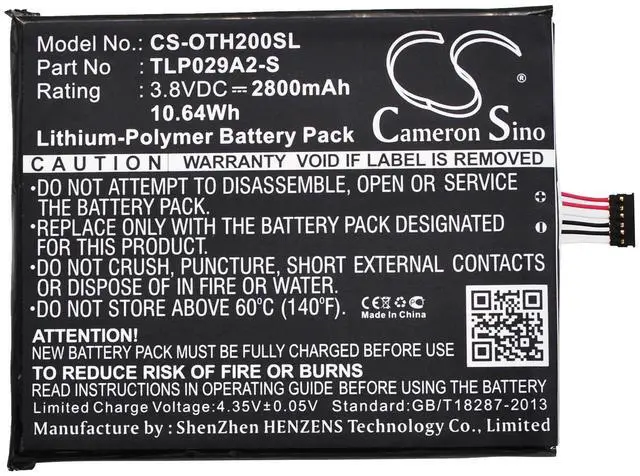 Model No. : CS-OTH200SL
Part No : TLP029A2-S
Rating : 3.8VDC⎓2800mAh
10.64Wh
Lithium-Polymer Battery Pack
Cameron Sino
®
CAUTION WARRANTY VOID IF LABEL IS REMOVED
•DO NOT ATTEMPT TO DISASSEMBLE, OPEN OR SERVICE
THE BATTERY PACK.
•REPLACE ONLY WITH THE BATTERY PACK DESIGNATED
FOR YOUR PRODUCT.
•DO NOT CRUSH, PUNCTURE, SHORT EXTERNAL CONTACTS
OR DISPOSE OF IN FIRE OR WATER.
•DO NOT STORE ABOVE 60℃ (140℉).
CE
Made In China
ATTENTION!
NEW BATTERY PACK MUST BE FULLY CHARGED BEFORE USE.
TO REDUCE RISK OF FIRE OR BURNS
READ OPERATING GUIDE FOR BATTERY PACK INSTRUCTIONS.
Limited Charge Voltage:4.35V±0.05V Standard:GB/T18287-2013
Manufacture by : ShenZhen HENZENS Technology Co., Limited